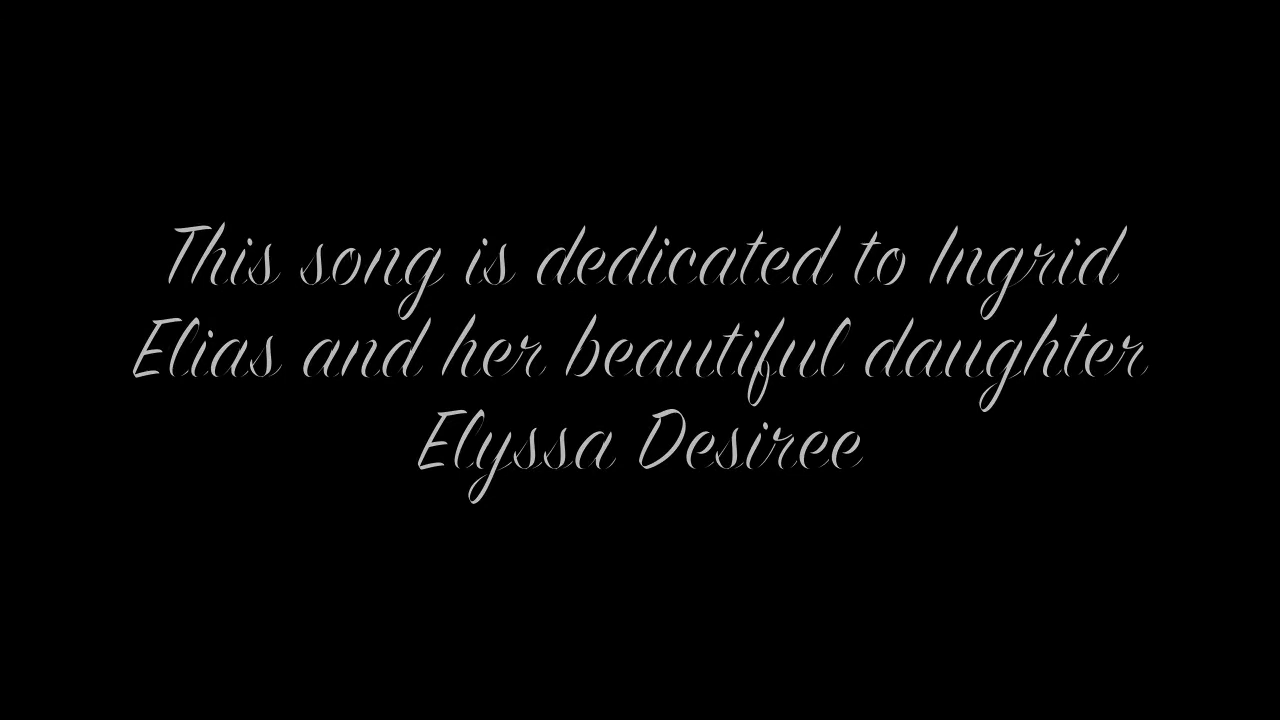 This song is dedicated to Ingrid
Elias and her beautiful daughter
Elyssa Desiree